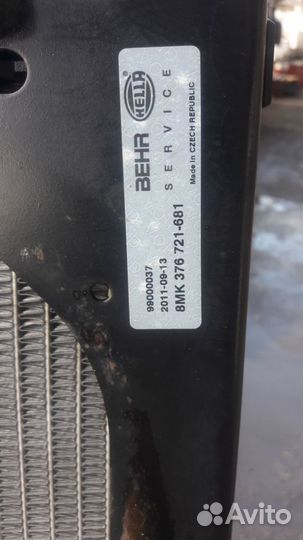 BEHR HELLA
SERVICE
Made in CZECH REPUBLIC
99000037
2011-09-13
8MK 376 721-681
Avito